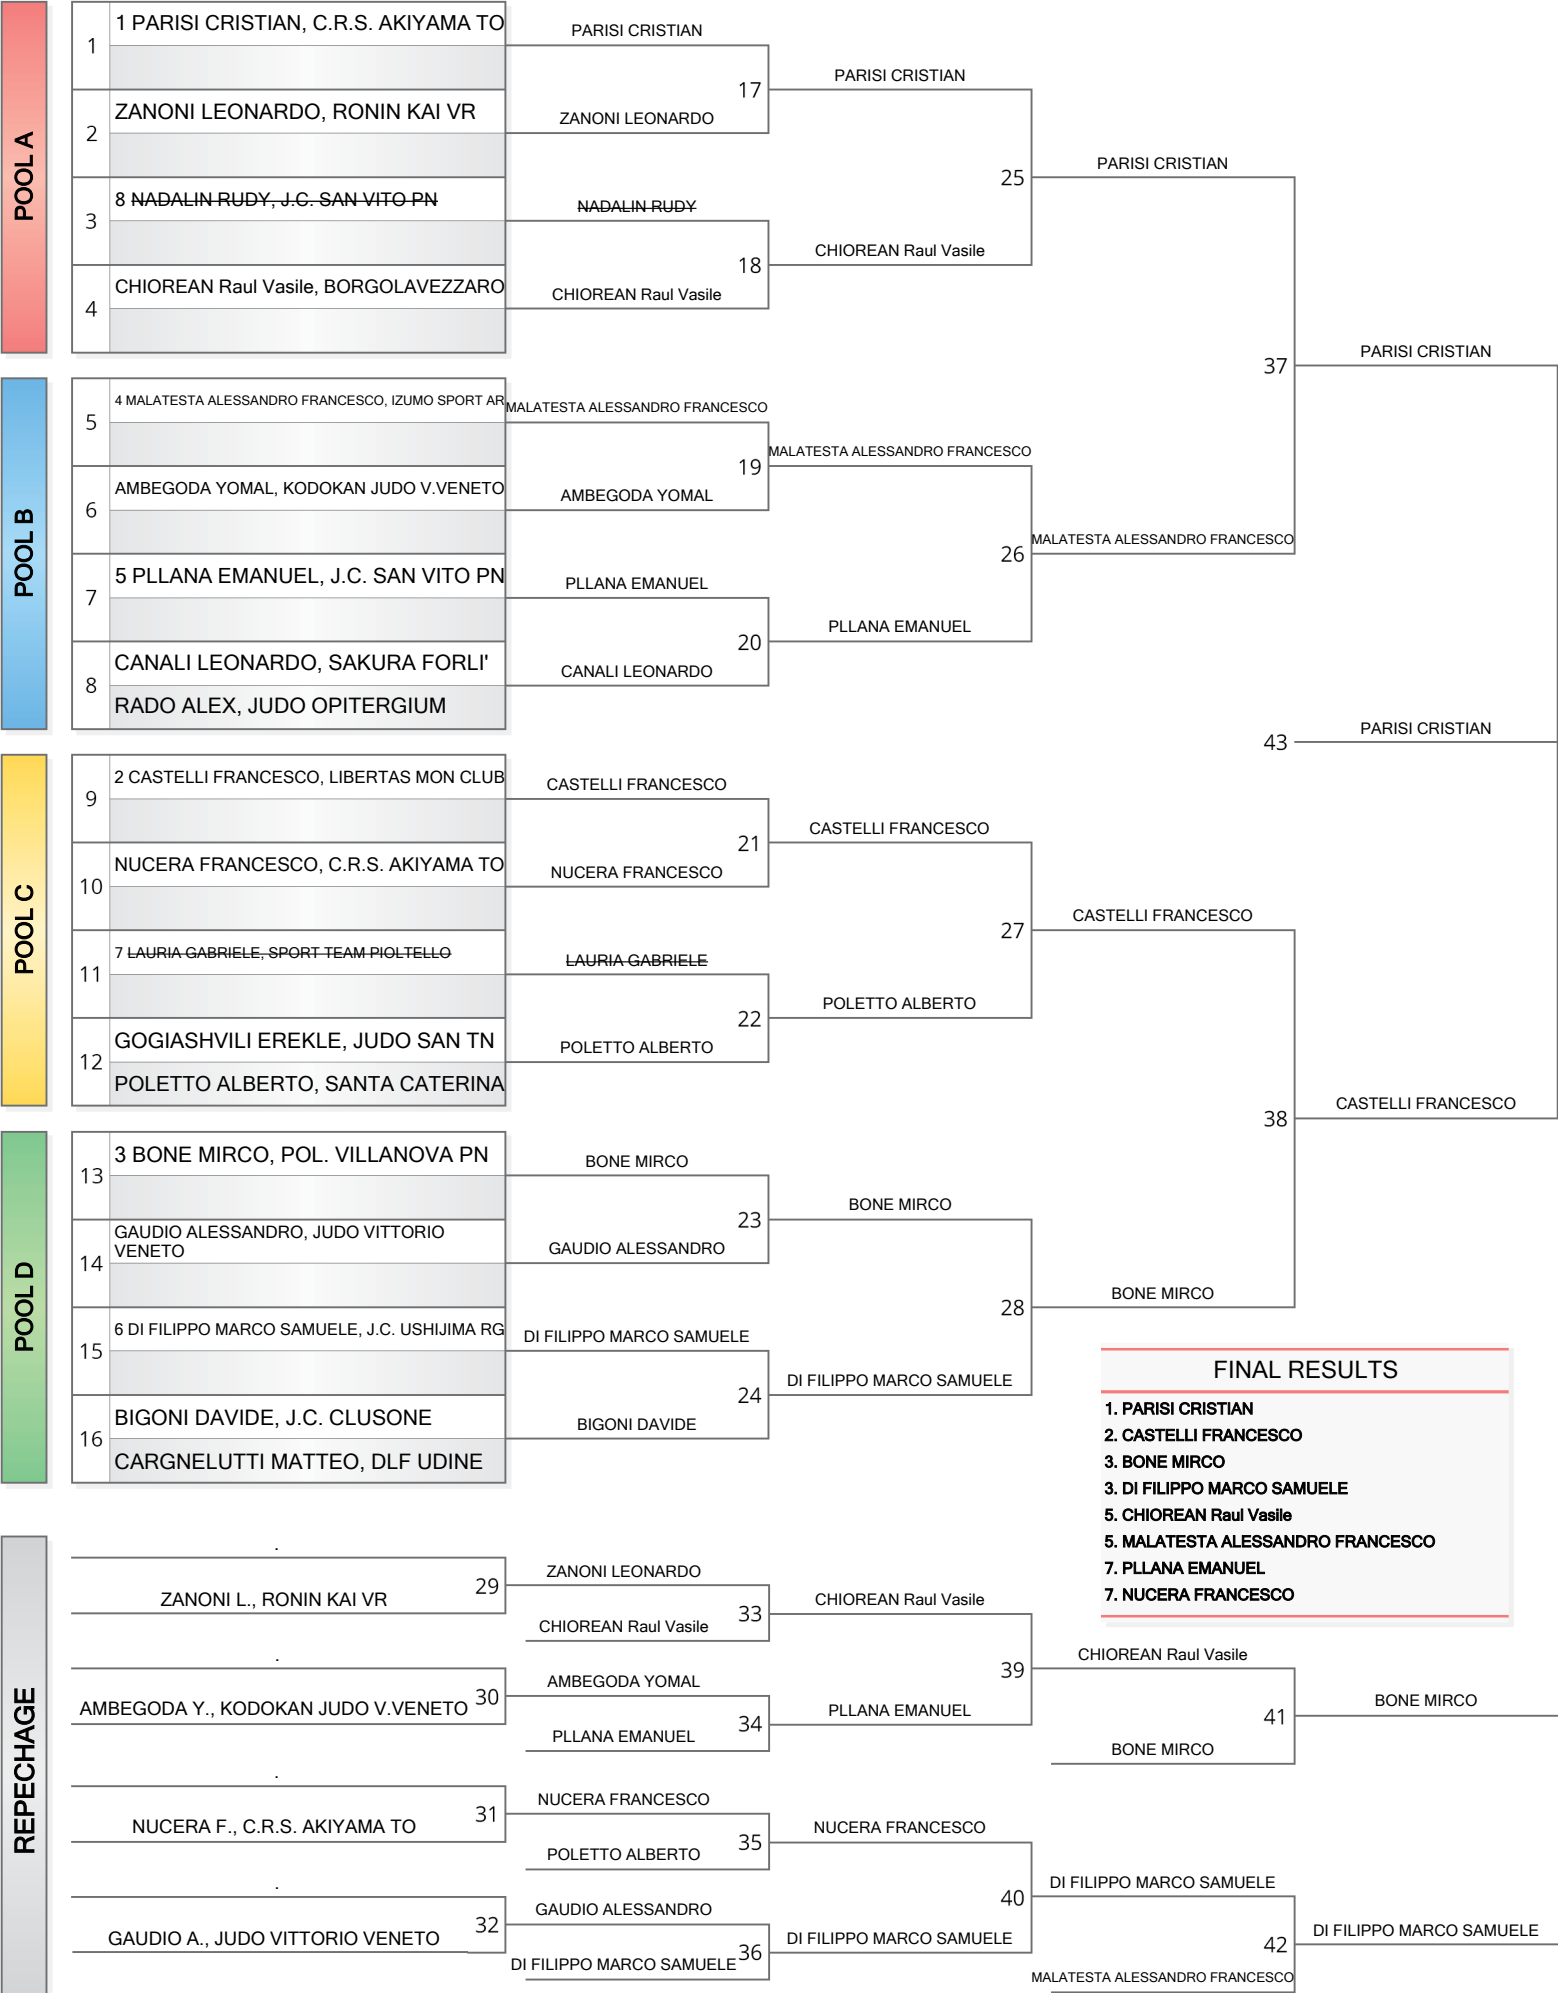 POOL A
1
1 PARISI CRISTIAN, C.R.S. AKIYAMA TO
2
ZANONI LEONARDO, RONIN KAI VR
3
8 NADALIN RUDY, J.C. SAN VITO PN
4
CHIOREAN Raul Vasile, BORGOLAVEZZARO
PARISI CRISTIAN
17
ZANONI LEONARDO
NADALIN RUDY
18
CHIOREAN Raul Vasile
PARISI CRISTIAN
25
CHIOREAN Raul Vasile
PARISI CRISTIAN
POOL B
5
4 MALATESTA ALESSANDRO FRANCESCO, IZUMO SPORT AR
6
AMBEGODA YOMAL, KODOKAN JUDO V.VENETO
7
5 PLLANA EMANUEL, J.C. SAN VITO PN
8
CANALI LEONARDO, SAKURA FORLI'
RADO ALEX, JUDO OPITERGIUM
MALATESTA ALESSANDRO FRANCESCO
19
AMBEGODA YOMAL
PLLANA EMANUEL
20
CANALI LEONARDO
MALATESTA ALESSANDRO FRANCESCO
26
PLLANA EMANUEL
MALATESTA ALESSANDRO FRANCESCO
37
PARISI CRISTIAN
43
PARISI CRISTIAN
POOL C
9
2 CASTELLI FRANCESCO, LIBERTAS MON CLUB
10
NUCERA FRANCESCO, C.R.S. AKIYAMA TO
11
7 LAURIA GABRIELE, SPORT TEAM PIOLTELLO
12
GOGIASHVILI EREKLE, JUDO SAN TN
POLETTO ALBERTO, SANTA CATERINA
CASTELLI FRANCESCO
21
NUCERA FRANCESCO
LAURIA GABRIELE
22
POLETTO ALBERTO
CASTELLI FRANCESCO
27
POLETTO ALBERTO
CASTELLI FRANCESCO
POOL D
13
3 BONE MIRCO, POL. VILLANOVA PN
14
GAUDIO ALESSANDRO, JUDO VITTORIO
VENETO
15
6 DI FILIPPO MARCO SAMUELE, J.C. USHIJIMA RG
16
BIGONI DAVIDE, J.C. CLUSONE
CARGNELUTTI MATTEO, DLF UDINE
BONE MIRCO
23
GAUDIO ALESSANDRO
DI FILIPPO MARCO SAMUELE
24
BIGONI DAVIDE
BONE MIRCO
28
DI FILIPPO MARCO SAMUELE
BONE MIRCO
38
CASTELLI FRANCESCO
FINAL RESULTS
1. PARISI CRISTIAN
2. CASTELLI FRANCESCO
3. BONE MIRCO
3. DI FILIPPO MARCO SAMUELE
5. CHIOREAN Raul Vasile
5. MALATESTA ALESSANDRO FRANCESCO
7. PLLANA EMANUEL
7. NUCERA FRANCESCO
REPECHAGE
.
29
ZANONI L., RONIN KAI VR
.
30
AMBEGODA Y., KODOKAN JUDO V.VENETO
.
31
NUCERA F., C.R.S. AKIYAMA TO
.
32
GAUDIO A., JUDO VITTORIO VENETO
ZANONI LEONARDO
33
CHIOREAN Raul Vasile
AMBEGODA YOMAL
34
PLLANA EMANUEL
NUCERA FRANCESCO
35
POLETTO ALBERTO
GAUDIO ALESSANDRO
36
DI FILIPPO MARCO SAMUELE
CHIOREAN Raul Vasile
39
PLLANA EMANUEL
NUCERA FRANCESCO
40
DI FILIPPO MARCO SAMUELE
CHIOREAN Raul Vasile
41
BONE MIRCO
BONE MIRCO
DI FILIPPO MARCO SAMUELE
42
MALATESTA ALESSANDRO FRANCESCO
DI FILIPPO MARCO SAMUELE